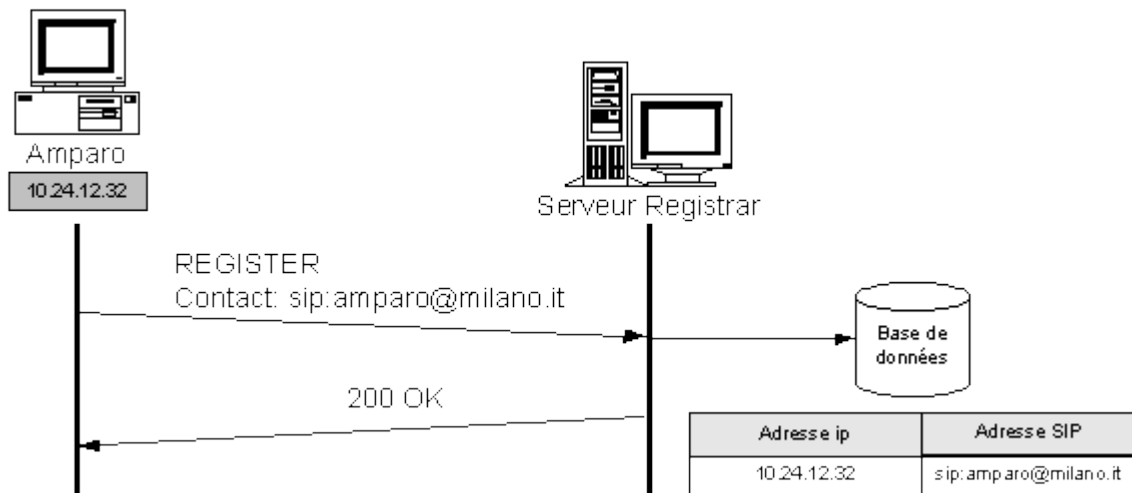 Amparo
10.24.12.32
Serveur Registrar
REGISTER
Contact: sip:amparo@milano.it
Base de
données
200 OK
Adresse ip
Adresse SIP
10.24.12.32
sip:amparo@milano.it